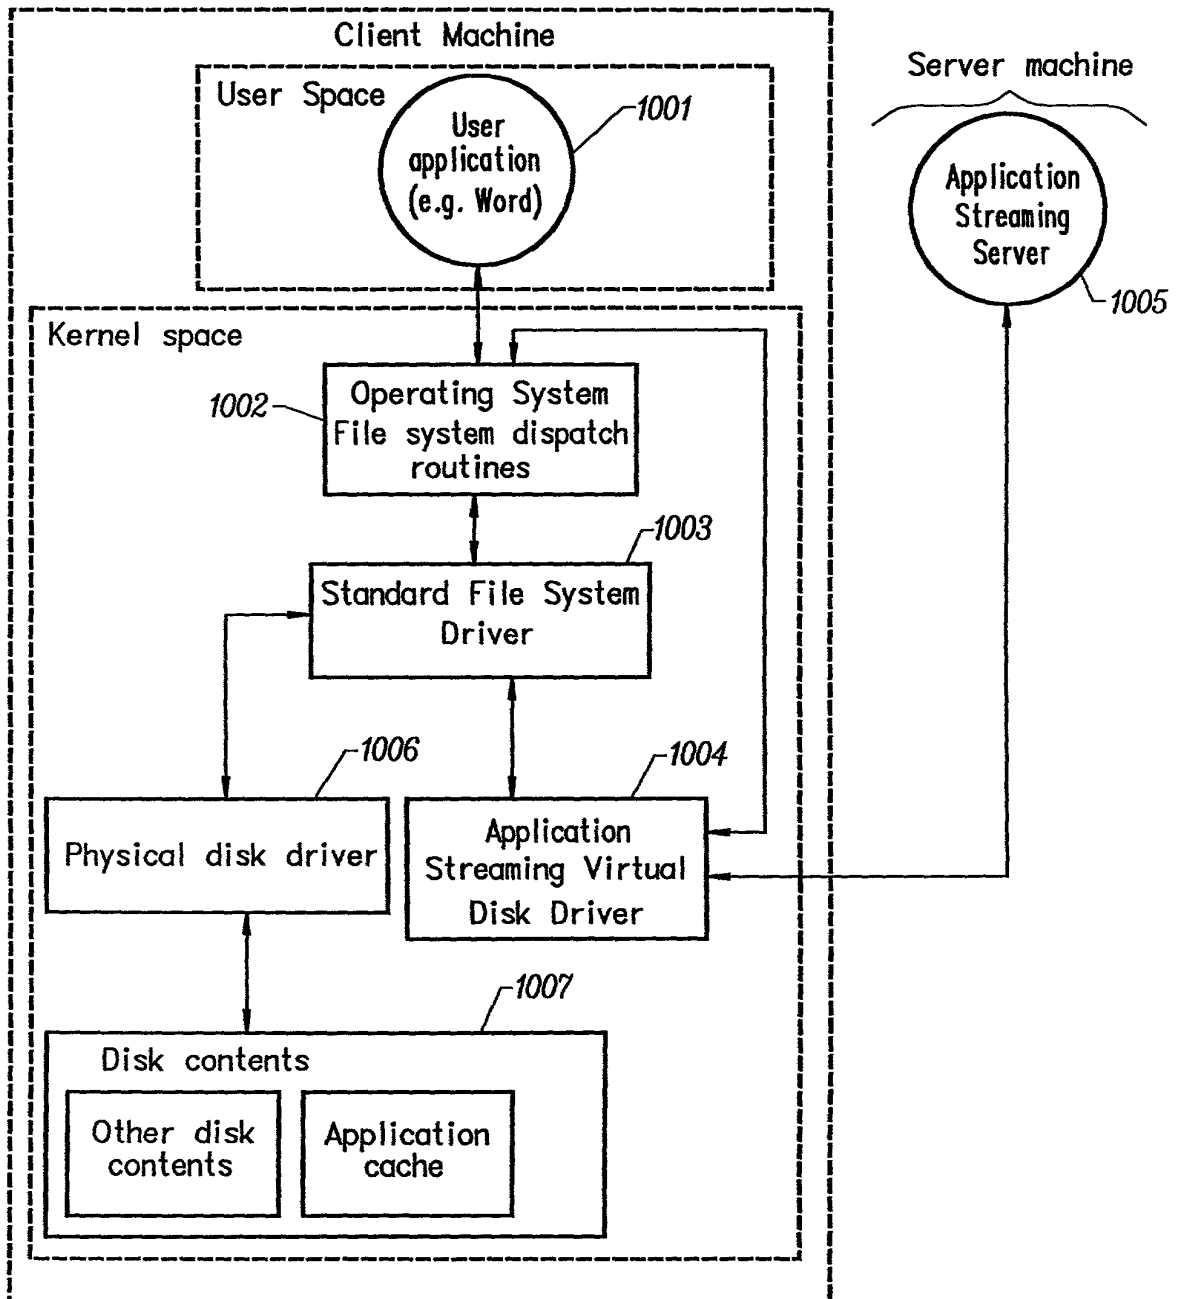 Client Machine
Server machine
User Space
1001
User
application
(e.g. Word)
Application
Streaming
Server
1005
Kernel space
1002
Operating System
File system dispatch
routines
1003
Standard File System
Driver
1006
1004
Physical disk driver
Application
Streaming Virtual
Disk Driver
1007
Disk contents
Other disk
contents
Application
cache